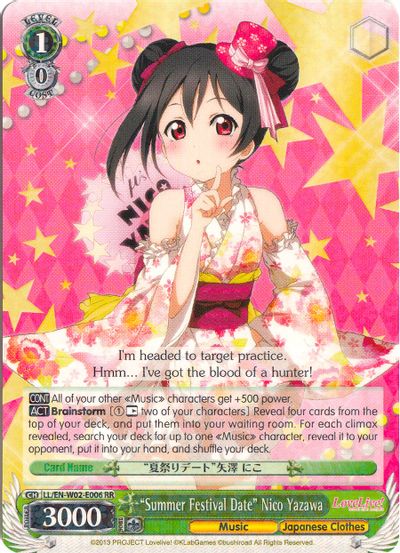 LEVEL
1
0
COST
μ's
NICO
I'm headed to target practice.
Hmm... I've got the blood of a hunter!
CONT All of your other «Music» characters get +500 power.
ACT Brainstorm [① two of your characters] Reveal four cards from the
top of your deck, and put them into your waiting room. For each climax
revealed, search your deck for up to one «Music» character, reveal it to your
opponent, put it into your hand, and shuffle your deck.
Card Name
“夏祭りデート”矢澤 にこ
CH LL/EN-W02-E006 RR
3000
“Summer Festival Date” Nico Yazawa
LoveLive!
Music
Japanese Clothes
©2013 PROJECT Lovelive! ©KLabGames ©bushiroad All Rights Reserved.